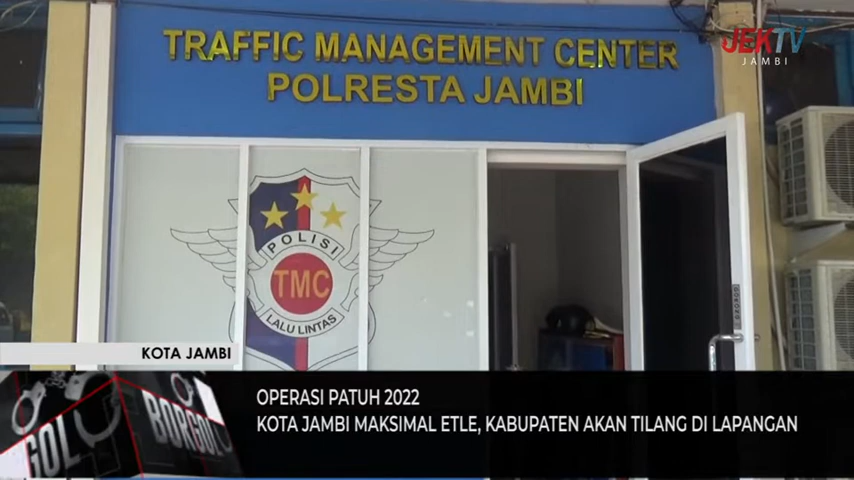 TRAFFIC MANAGEMENT CENTER
POLRESTA JAMBI
JEKTV
JAMBI
POLISI
TMC
LALU LINTAS
KOTA JAMBI
GOL
BORGOL
OPERASI PATUH 2022
KOTA JAMBI MAKSIMAL ETLE, KABUPATEN AKAN TILANG DI LAPANGAN